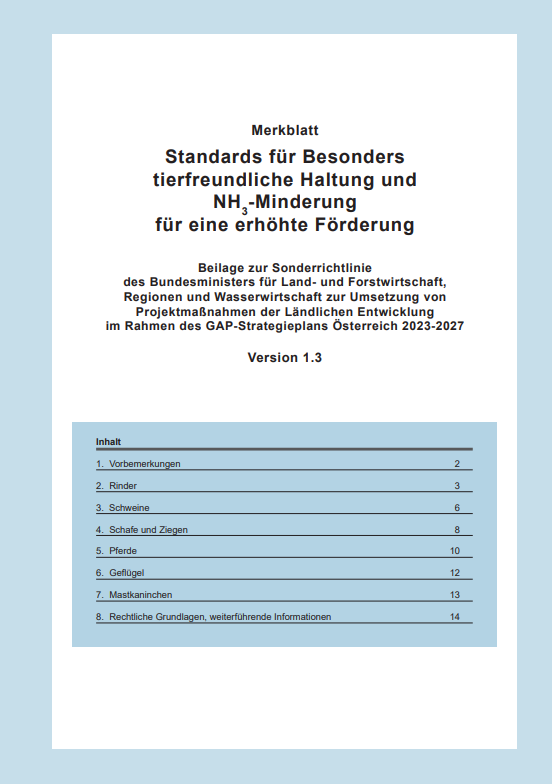 Merkblatt
Standards für Besonders
tierfreundliche Haltung und
NH3-Minderung
für eine erhöhte Förderung
Beilage zur Sonderrichtlinie
des Bundesministers für Land- und Forstwirtschaft,
Regionen und Wasserwirtschaft zur Umsetzung von
Projektmaßnahmen der Ländlichen Entwicklung
im Rahmen des GAP-Strategieplans Österreich 2023-2027
Version 1.3
Inhalt
1. Vorbemerkungen 2
2. Rinder 3
3. Schweine 6
4. Schafe und Ziegen 8
5. Pferde 10
6. Geflügel 12
7. Mastkaninchen 13
8. Rechtliche Grundlagen, weiterführende Informationen 14